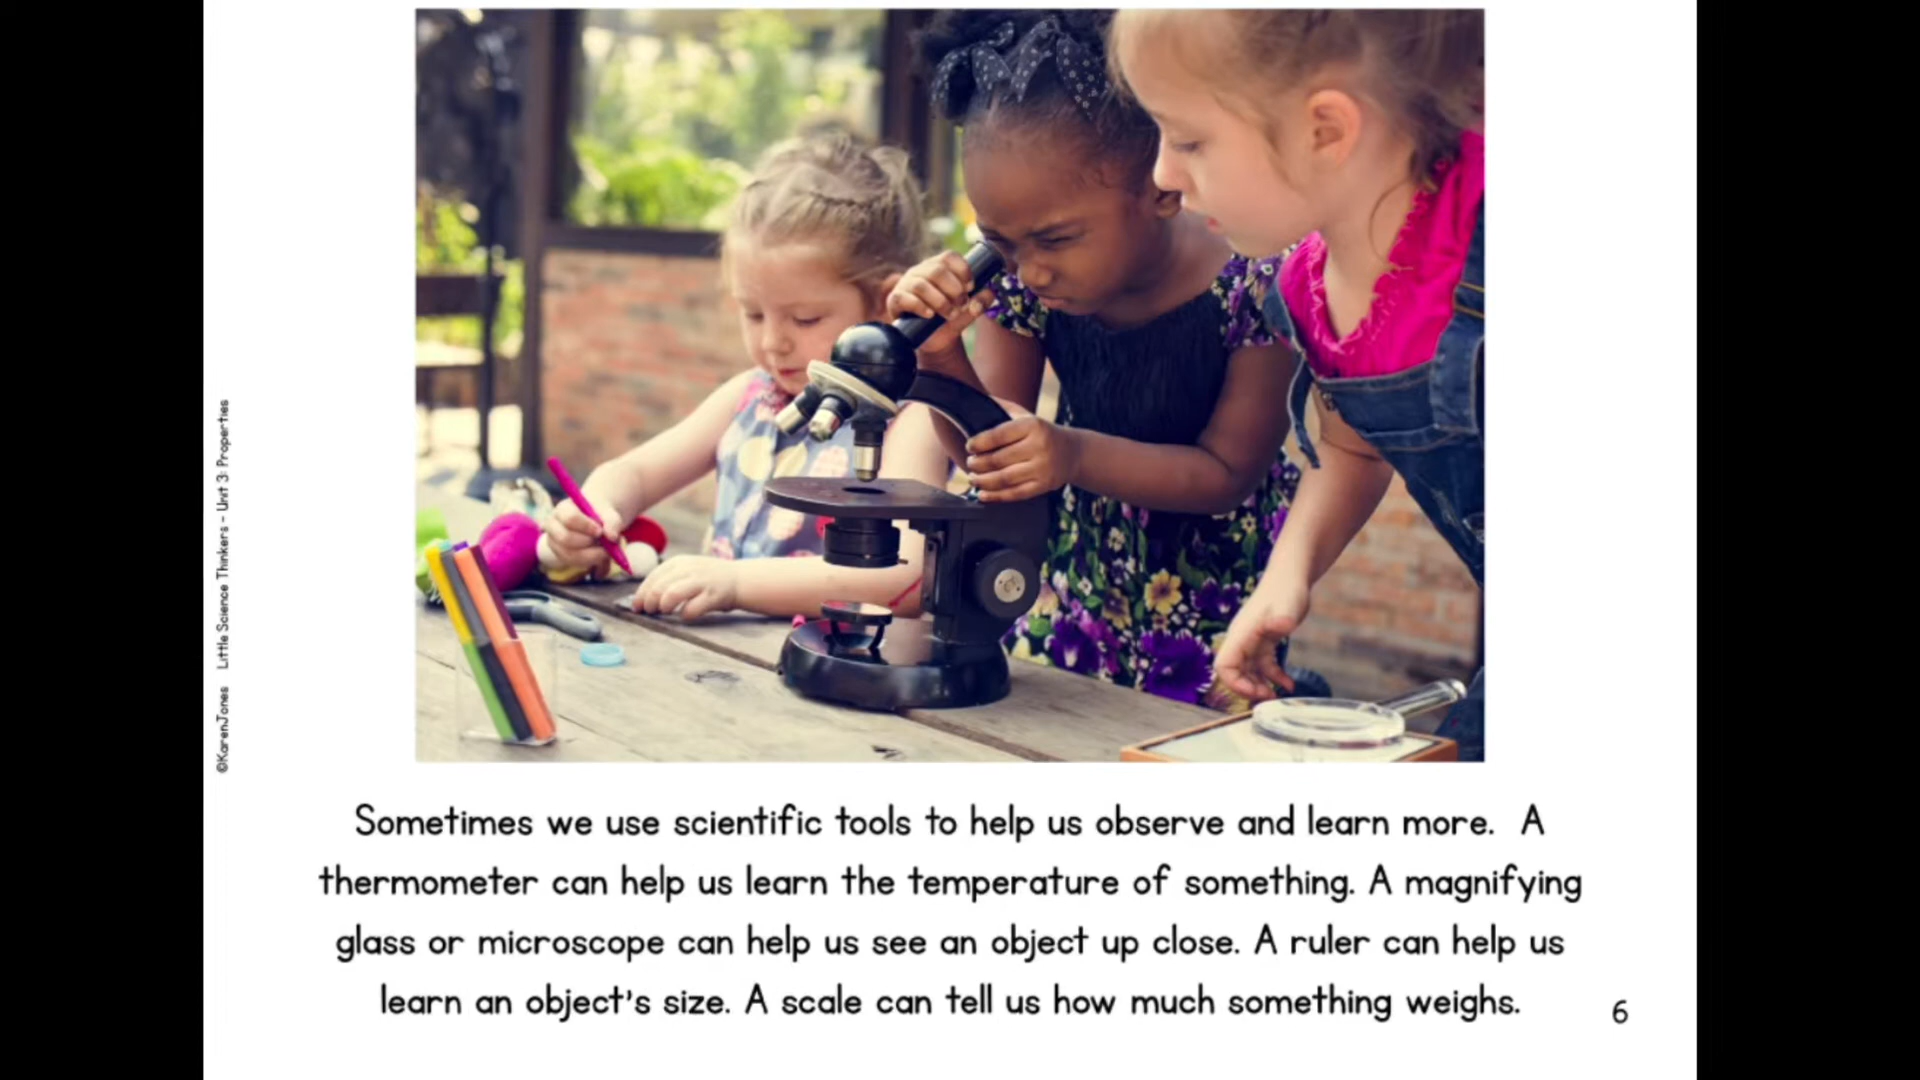 Sometimes we use scientific tools to help us observe and learn more. A
thermometer can help us learn the temperature of something. A magnifying
glass or microscope can help us see an object up close. A ruler can help us
learn an object's size. A scale can tell us how much something weighs.
6
©KarenJones Little Science Thinkers - Unit 3: Properties